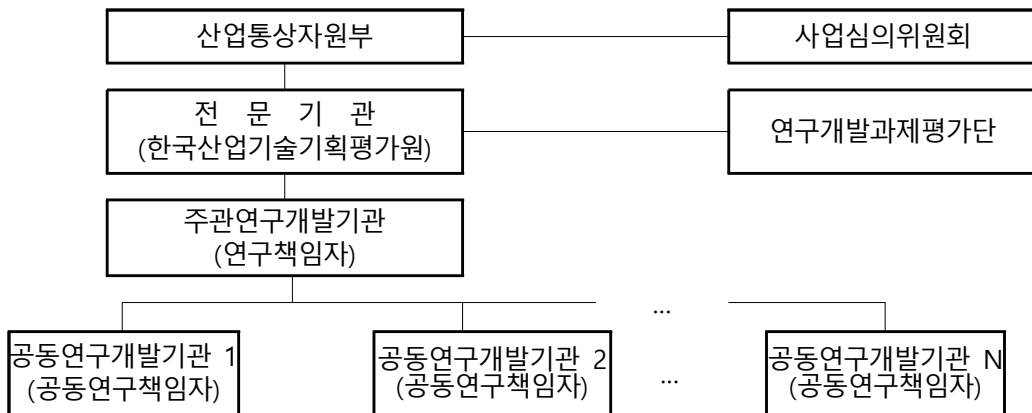 산업통상자원부
사업심의위원회
전 문 기 관
(한국산업기술기획평가원)
연구개발과제평가단
주관연구개발기관
(연구책임자)
...
공동연구개발기관 1
(공동연구책임자)
공동연구개발기관 2
(공동연구책임자)
...
공동연구개발기관 N
(공동연구책임자)